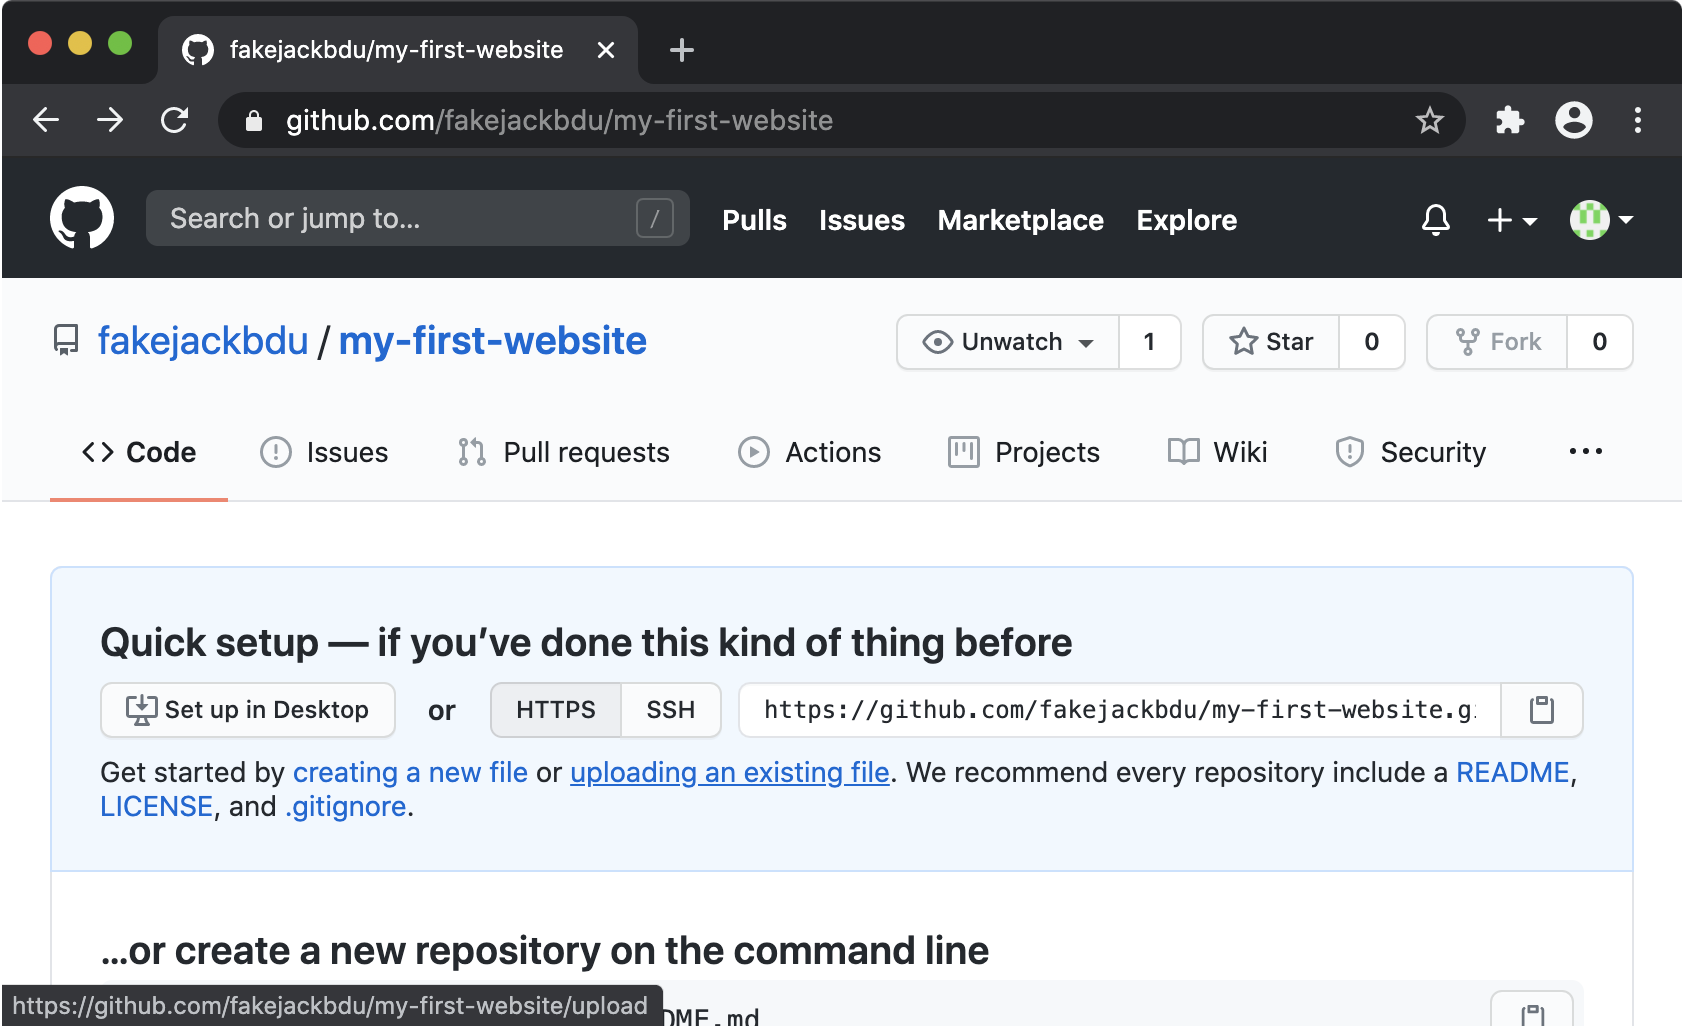 fakejackbdu/my-first-website
github.com/fakejackbdu/my-first-website
Search or jump to... / Pulls Issues Marketplace Explore
fakejackbdu / my-first-website Unwatch 1 Star 0 Fork 0
<> Code Issues Pull requests Actions Projects Wiki Security ...
Quick setup — if you’ve done this kind of thing before
Set up in Desktop or HTTPS SSH https://github.com/fakejackbdu/my-first-website.g
Get started by creating a new file or uploading an existing file. We recommend every repository include a README,
LICENSE, and .gitignore.
...or create a new repository on the command line
https://github.com/fakejackbdu/my-first-website/upload